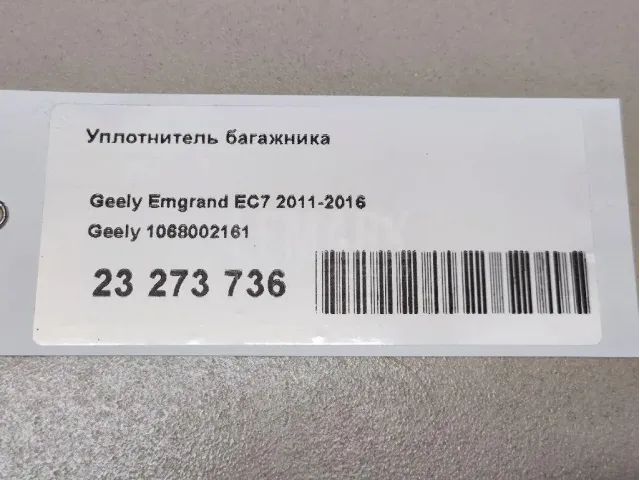 Уплотнитель багажника
Geely Emgrand EC7 2011-2016
Geely 1068002161
23 273 736